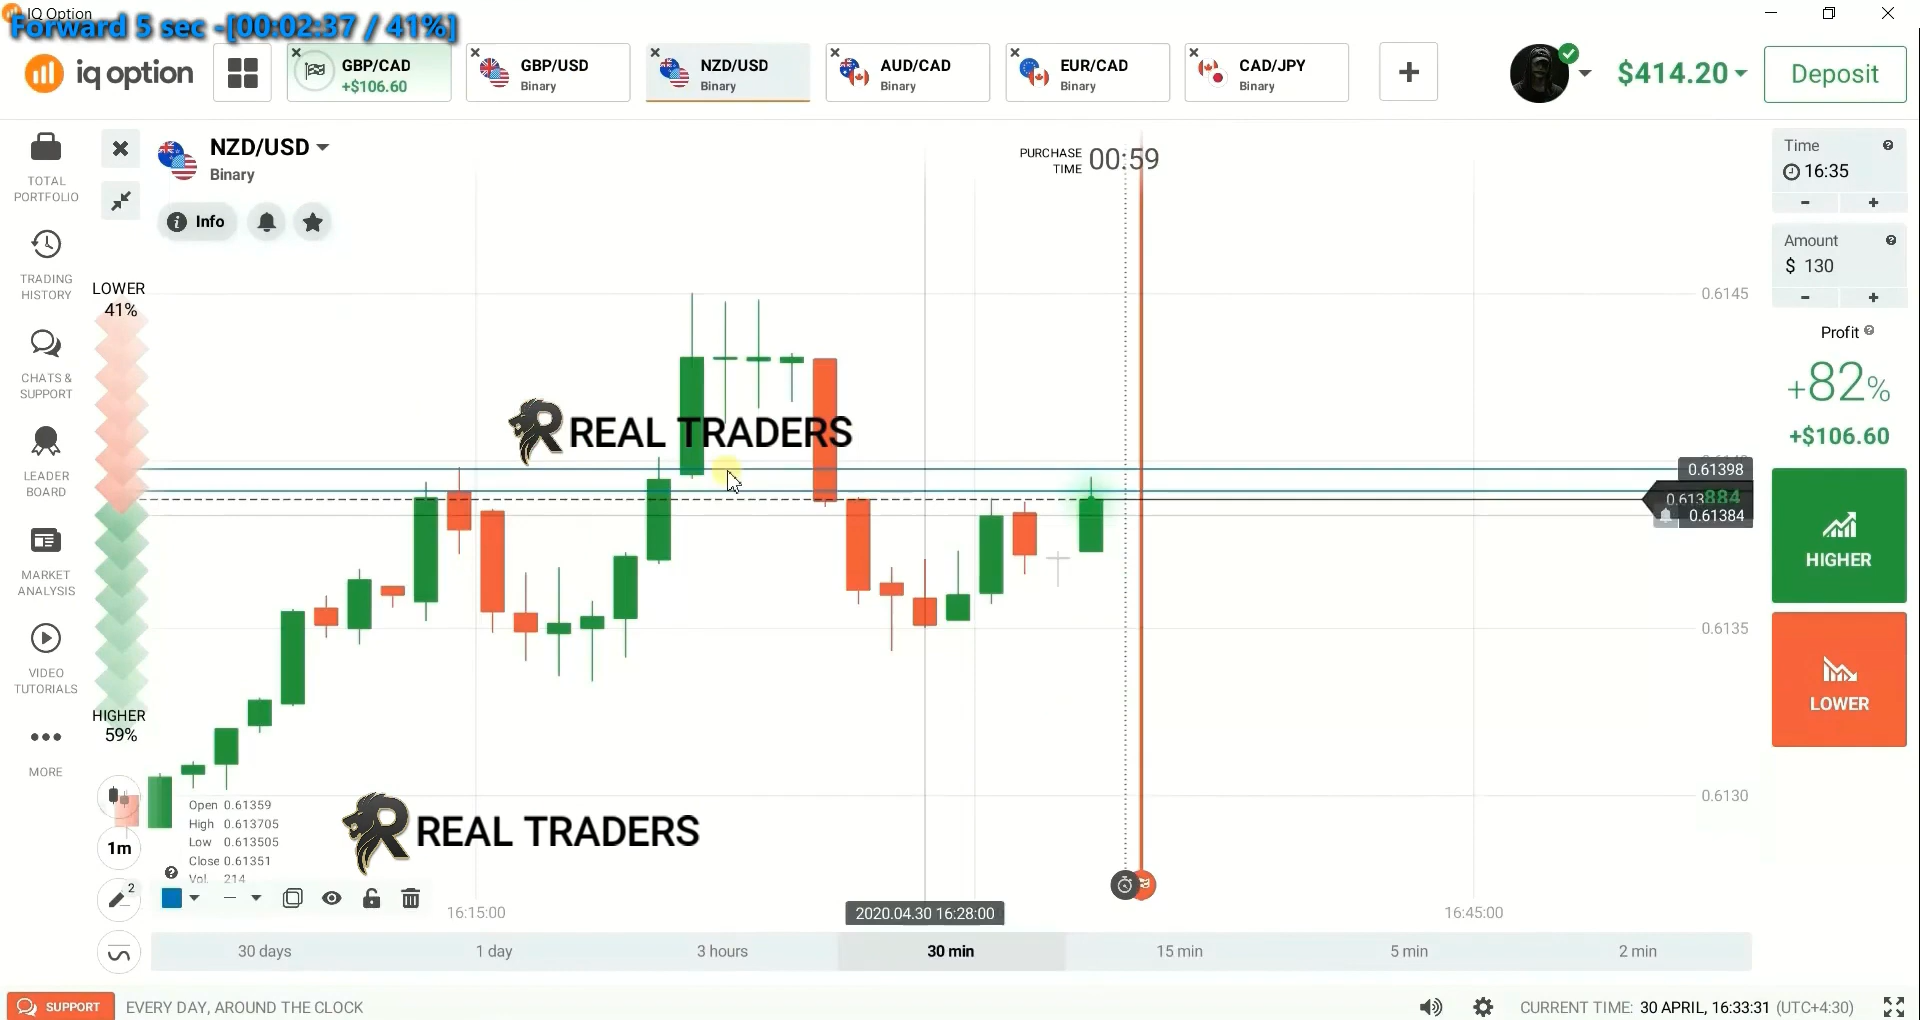 IQ Option
Forward 5 sec -[00:02:37 / 41%]
iq option
GBP/CAD
+$106.60
GBP/USD
Binary
NZD/USD
Binary
AUD/CAD
Binary
EUR/CAD
Binary
CAD/JPY
Binary
$414.20
Deposit
TOTAL
PORTFOLIO
TRADING
HISTORY
CHATS &
SUPPORT
LEADER
BOARD
MARKET
ANALYSIS
VIDEO
TUTORIALS
MORE
NZD/USD
Binary
Info
LOWER
41%
HIGHER
59%
PURCHASE
TIME
00:59
REAL TRADERS
REAL TRADERS
0.6145
0.61398
0.613884
0.61384
0.6135
0.6130
Time
16:35
- +
Amount
$ 130
- +
Profit
+82%
+$106.60
HIGHER
LOWER
Open 0.61359
High 0.613705
Low 0.613505
Close 0.61351
Vol. 214
1m
2
16:15:00
2020.04.30 16:28:00
16:45:00
30 days
1 day
3 hours
30 min
15 min
5 min
2 min
SUPPORT
EVERY DAY, AROUND THE CLOCK
CURRENT TIME: 30 APRIL, 16:33:31 (UTC+4:30)